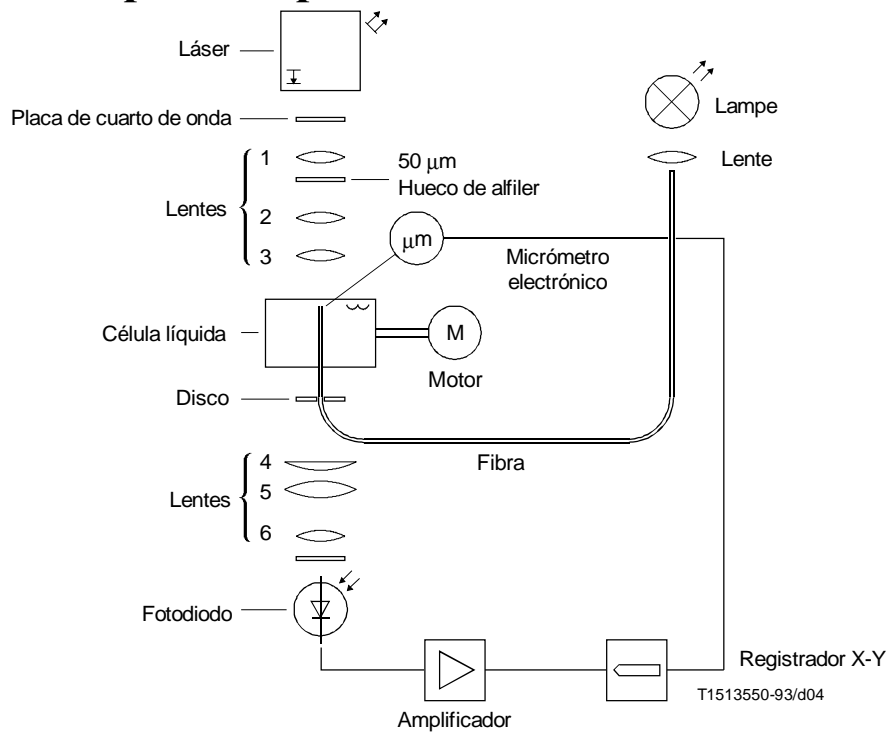 Láser
Placa de cuarto de onda
Lentes
1
50 μm
Hueco de alfiler
2
3
Lampe
Lente
μm
Micrómetro
electrónico
Célula líquida
M
Motor
Disco
Fibra
Lentes
4
5
6
Fotodiodo
Amplificador
Registrador X-Y
T1513550-93/d04